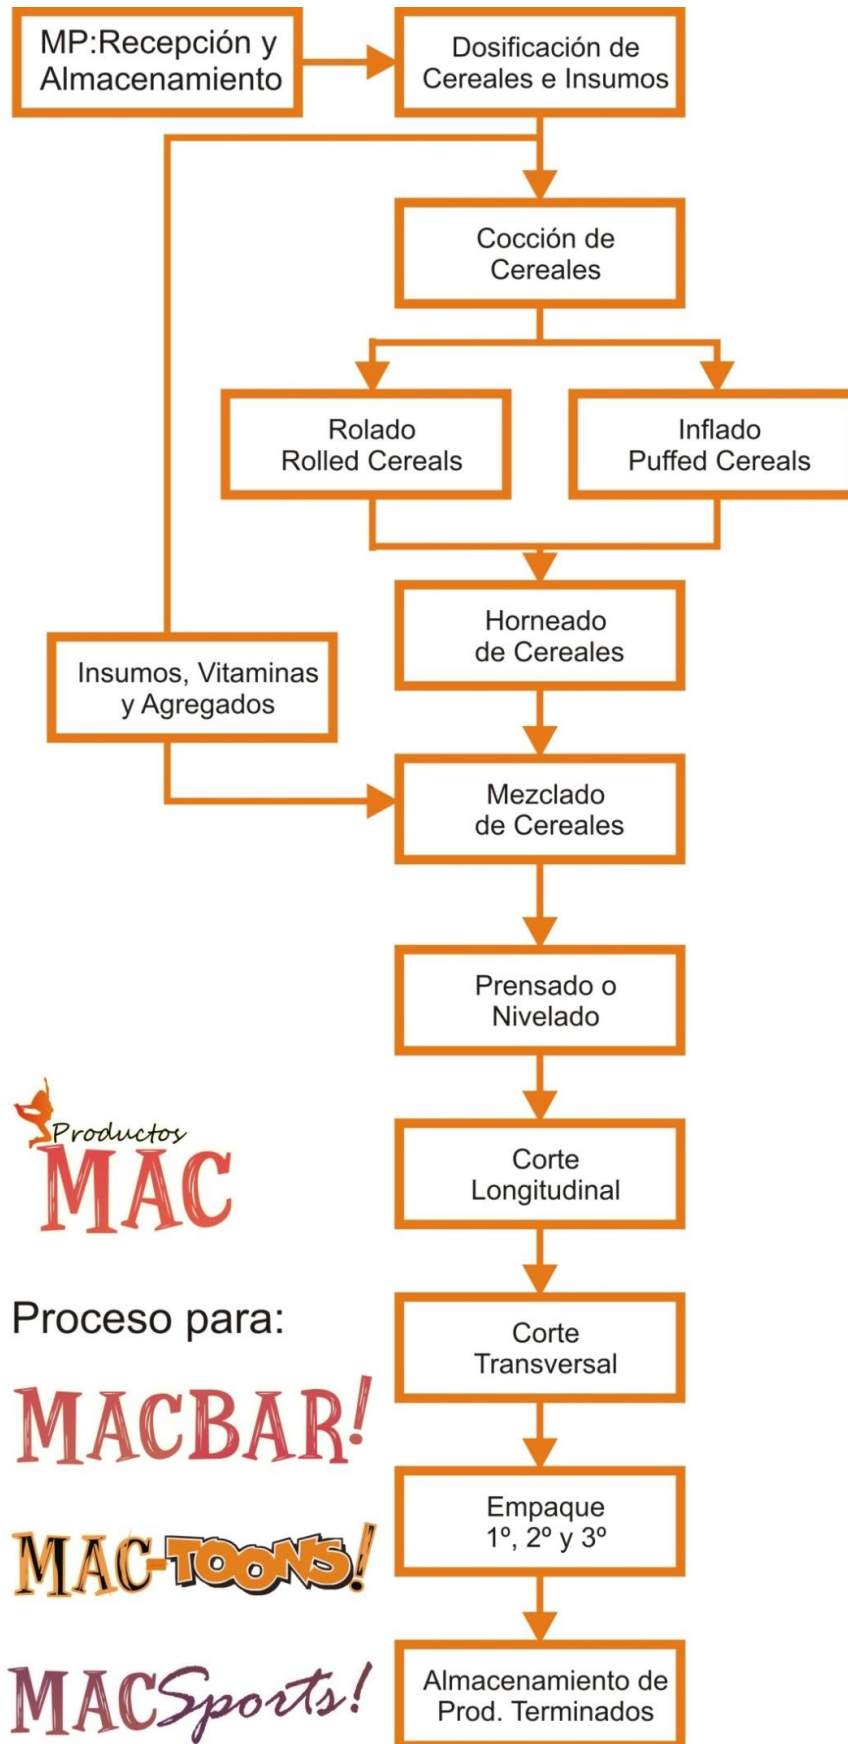 MP:Recepción y
Almacenamiento
Dosificación de
Cereales e Insumos
Cocción de
Cereales
Rolado
Rolled Cereals
Inflado
Puffed Cereals
Horneado
de Cereales
Insumos, Vitaminas
y Agregados
Mezclado
de Cereales
Prensado o
Nivelado
Corte
Longitudinal
Corte
Transversal
Empaque
1º, 2º y 3º
Almacenamiento de
Prod. Terminados
Productos
MAC
Proceso para:
MACBAR!
MAC-TOONS!
MACSports!